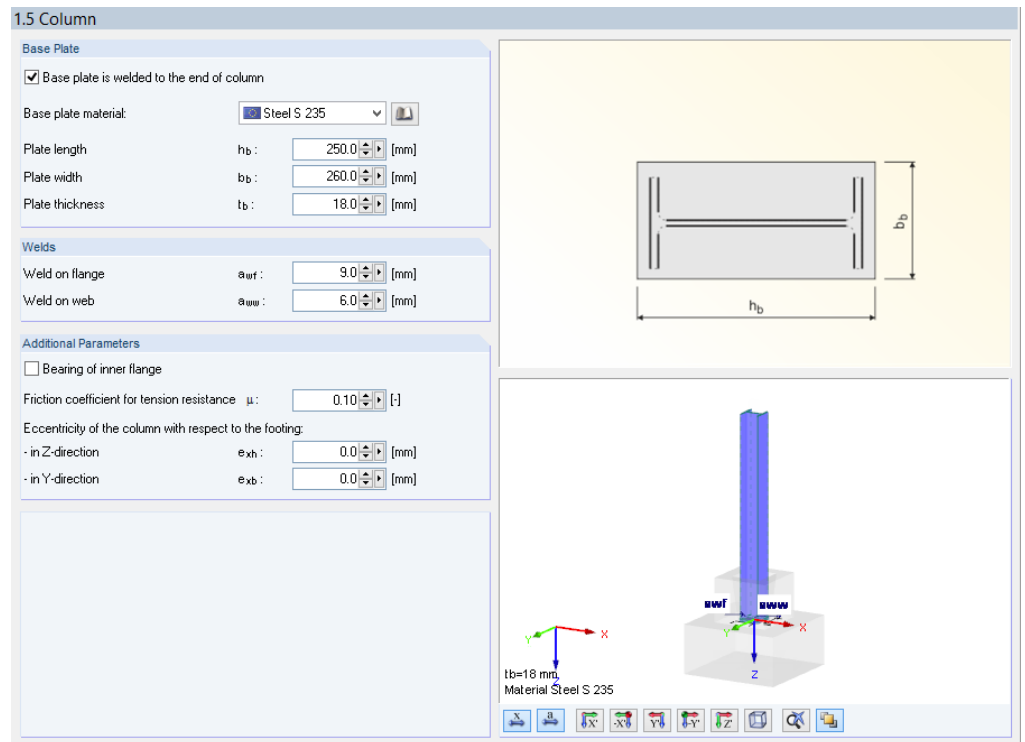 1.5 Column
Base Plate
Base plate is welded to the end of column
Base plate material: Steel S 235
Plate length hb : 250.0 [mm]
Plate width bb : 260.0 [mm]
Plate thickness tb : 18.0 [mm]
Welds
Weld on flange awf : 9.0 [mm]
Weld on web aww : 6.0 [mm]
Additional Parameters
Bearing of inner flange
Friction coefficient for tension resistance μ : 0.10 [-]
Eccentricity of the column with respect to the footing:
- in Z-direction exh : 0.0 [mm]
- in Y-direction exb : 0.0 [mm]
bb
hb
awf aww
Y X
Z
Y X
Z
tb=18 mm
Material Steel S 235
x a X' -X' Y' -Y' Z'